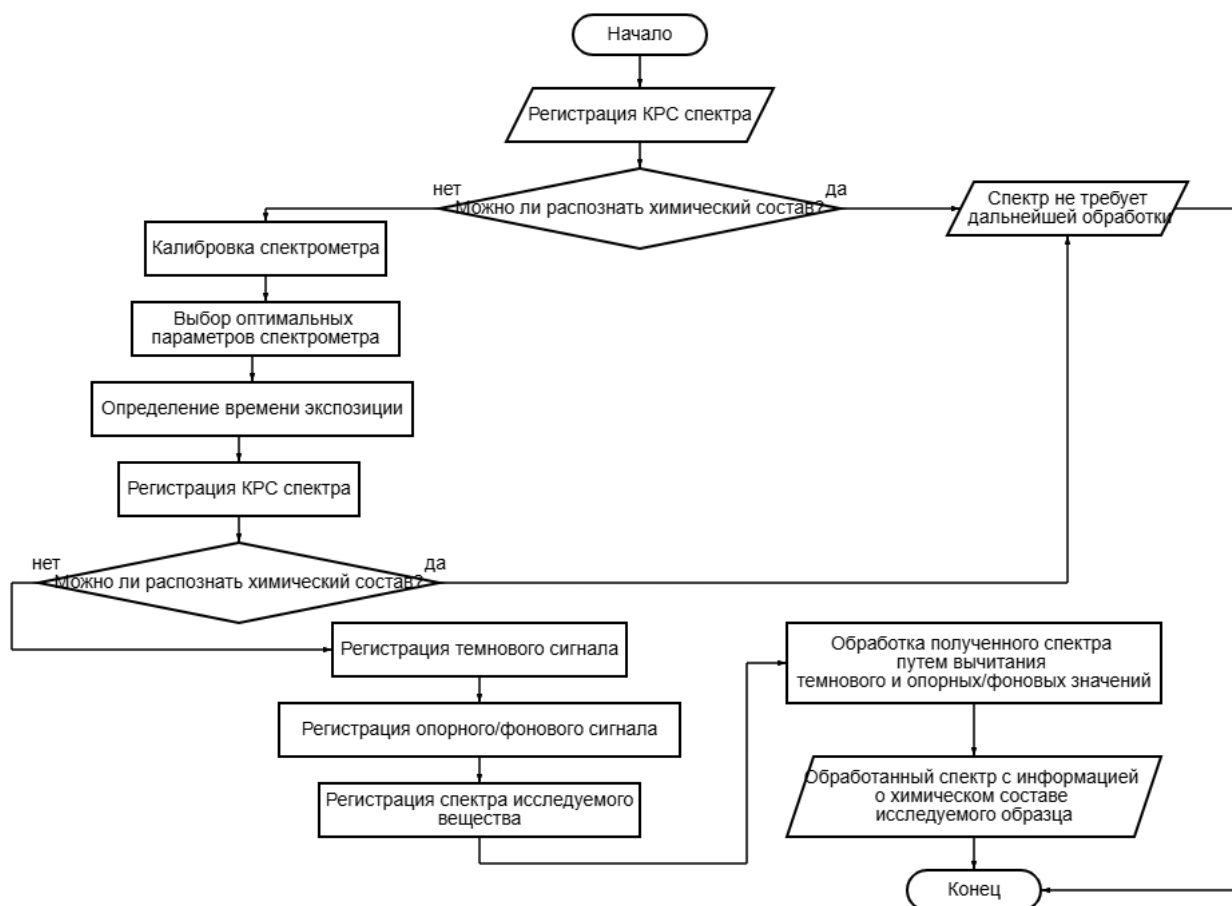 Начало
Регистрация КРС спектра
нет
да
Можно ли распознать химический состав?
Спектр не требует
дальнейшей обработки
Калибровка спектрометра
Выбор оптимальных
параметров спектрометра
Определение времени экспозиции
Регистрация КРС спектра
нет
да
Можно ли распознать химический состав?
Регистрация темнового сигнала
Регистрация опорного/фонового сигнала
Регистрация спектра исследуемого
вещества
Обработка полученного спектра
путем вычитания
темнового и опорных/фоновых значений
Обработанный спектр с информацией
о химическом составе
исследуемого образца
Конец